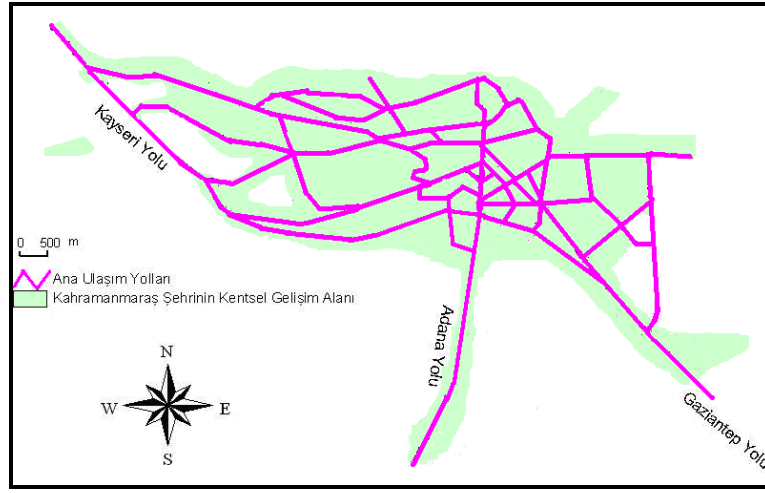 Kayseri Yolu
0 500 m
Ana Ulaşım Yolları
Kahramanmaraş Şehrinin Kentsel Gelişim Alanı
Adana Yolu
Gaziantep Yolu
N
W E
S